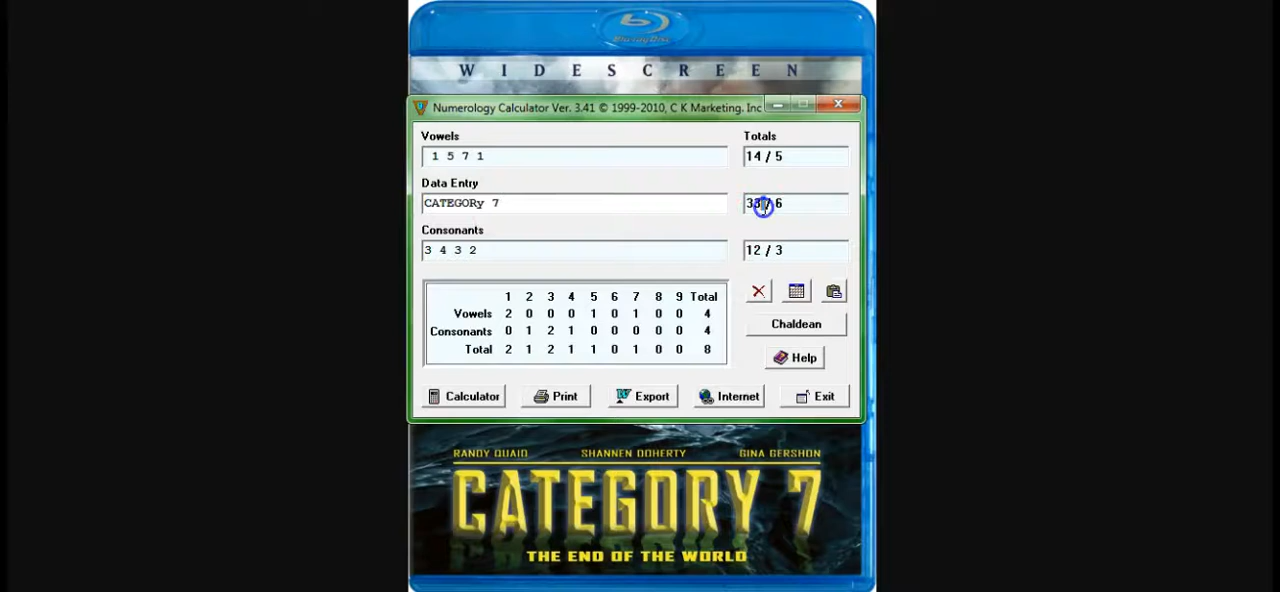 Blu-ray Disc
WIDESCREEN
Numerology Calculator Ver. 3.41 © 1999-2010, C K Marketing. Inc
Vowels Totals
1 5 7 1 14 / 5
Data Entry
CATEGORy 7 33 / 6
Consonants
3 4 3 2 12 / 3
1 2 3 4 5 6 7 8 9 Total
Vowels 2 0 0 0 1 0 1 0 0 4
Consonants 0 1 2 1 0 0 0 0 0 4
Total 2 1 2 1 1 0 1 0 0 8
Chaldean
Help
Calculator Print Export Internet Exit
RANDY QUAID SHANNEN DOHERTY GINA GERSHON
CATEGORY 7
THE END OF THE WORLD